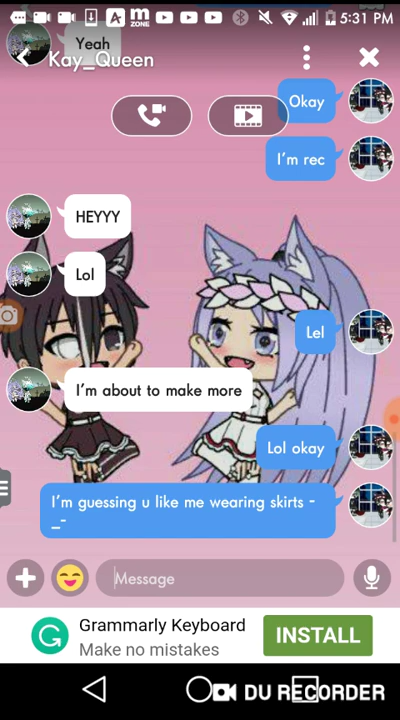 A m ZONE 5:31 PM
Yeah
Kay_Queen
Okay
I'm rec
HEYYY
Lol
Lel
I'm about to make more
Lol okay
I'm guessing u like me wearing skirts -
_-
Message
Grammarly Keyboard
Make no mistakes
INSTALL
DU RECORDER